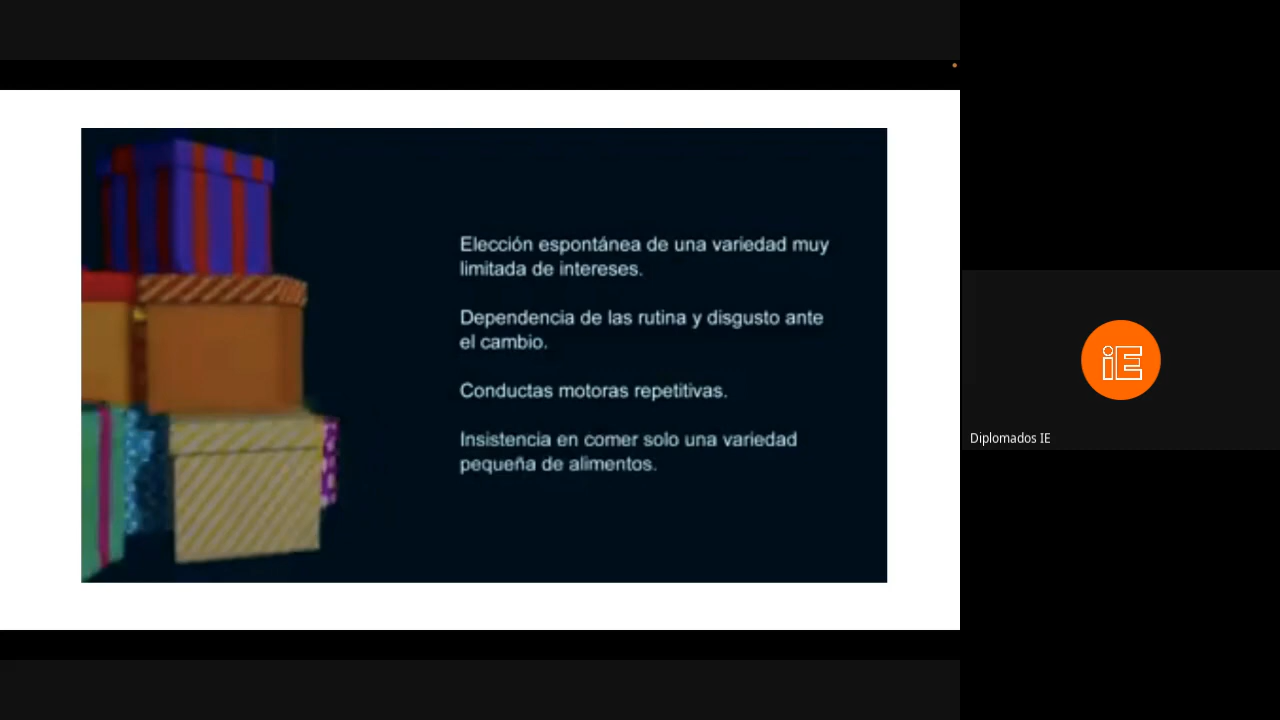 Elección espontánea de una variedad muy
limitada de intereses.
Dependencia de las rutina y disgusto ante
el cambio.
Conductas motoras repetitivas.
Insistencia en comer solo una variedad
pequeña de alimentos.
iE
Diplomados IE